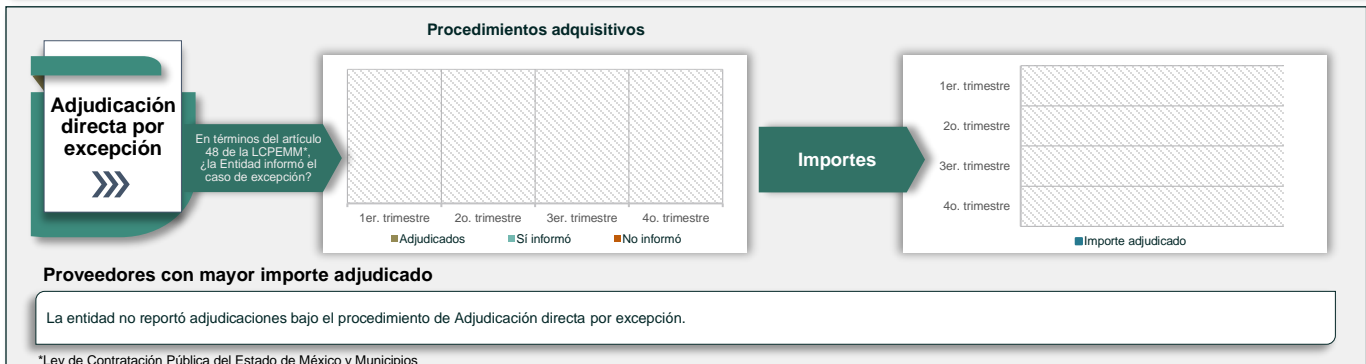 Procedimientos adquisitivos
Adjudicación
directa por
excepción
En términos del artículo
48 de la LCPEMM*,
¿la Entidad informó el
caso de excepción?
1er. trimestre 2o. trimestre 3er. trimestre 4o. trimestre
Adjudicados Sí informó No informó
Importes
1er. trimestre
2o. trimestre
3er. trimestre
4o. trimestre
Importe adjudicado
Proveedores con mayor importe adjudicado
La entidad no reportó adjudicaciones bajo el procedimiento de Adjudicación directa por excepción.
*Ley de Contratación Pública del Estado de México y Municipios